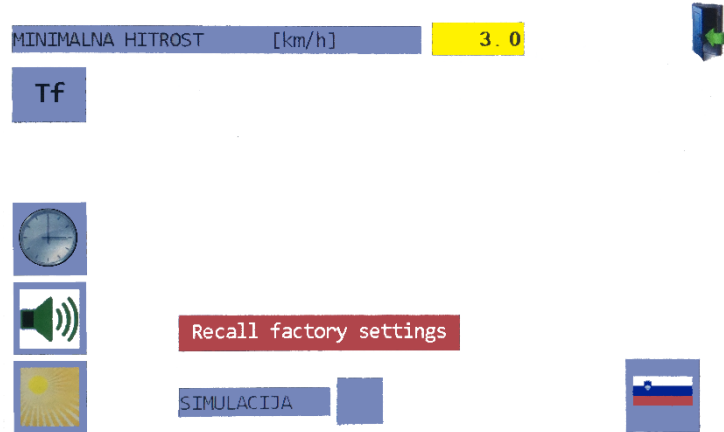 MINIMALNA HITROST [km/h] 3.0
Tf
Recall factory settings
SIMULACIJA